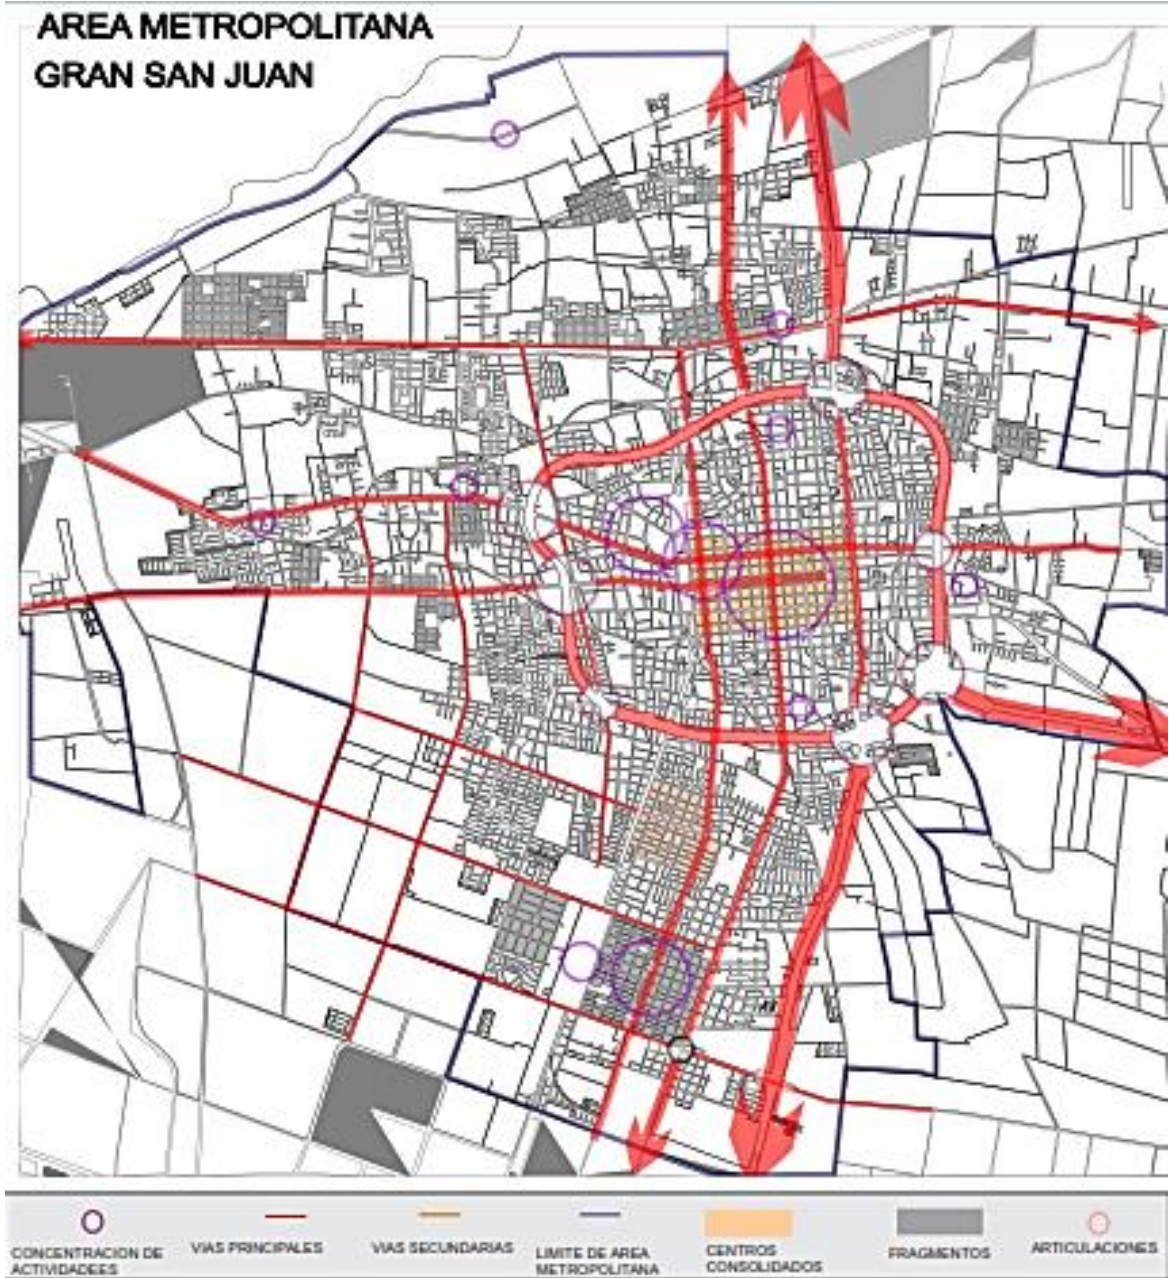 AREA METROPOLITANA
GRAN SAN JUAN
CONCENTRACION DE
ACTIVIDADEES
VIAS PRINCIPALES
VIAS SECUNDARIAS
LIMITE DE AREA
METROPOLITANA
CENTROS
CONSOLIDADOS
FRAGMENTOS
ARTICULACIONES